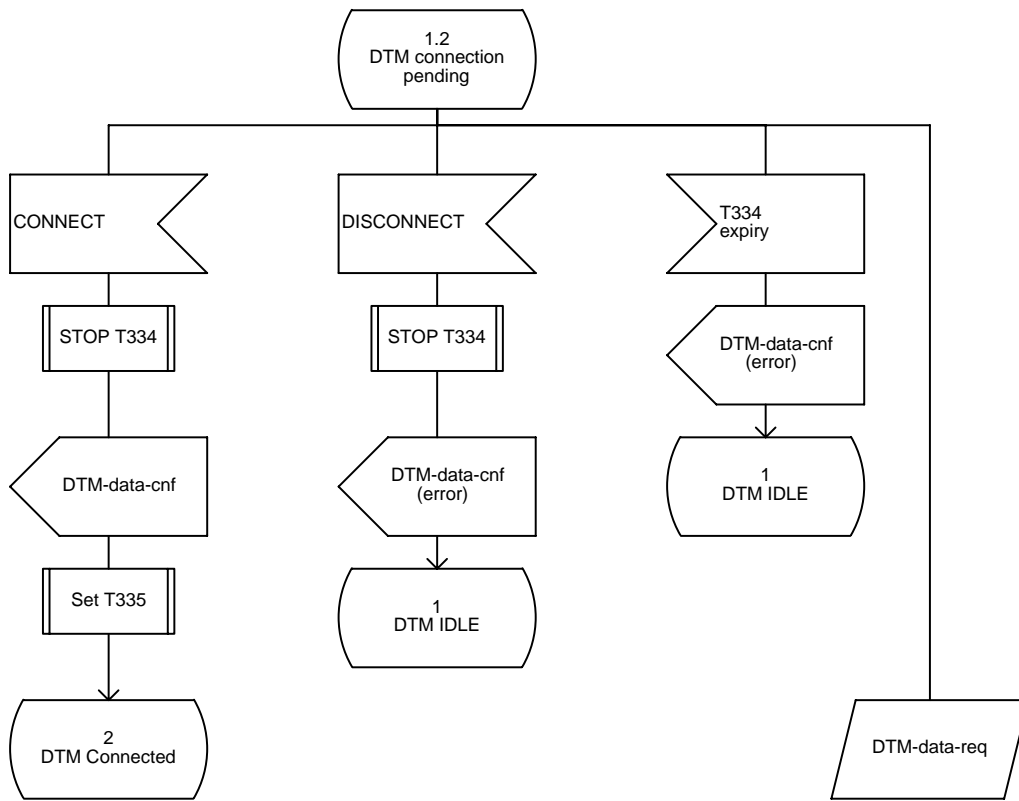 1.2
DTM connection
pending
CONNECT
STOP T334
DTM-data-cnf
Set T335
2
DTM Connected
DISCONNECT
STOP T334
DTM-data-cnf
(error)
1
DTM IDLE
T334
expiry
DTM-data-cnf
(error)
1
DTM IDLE
DTM-data-req